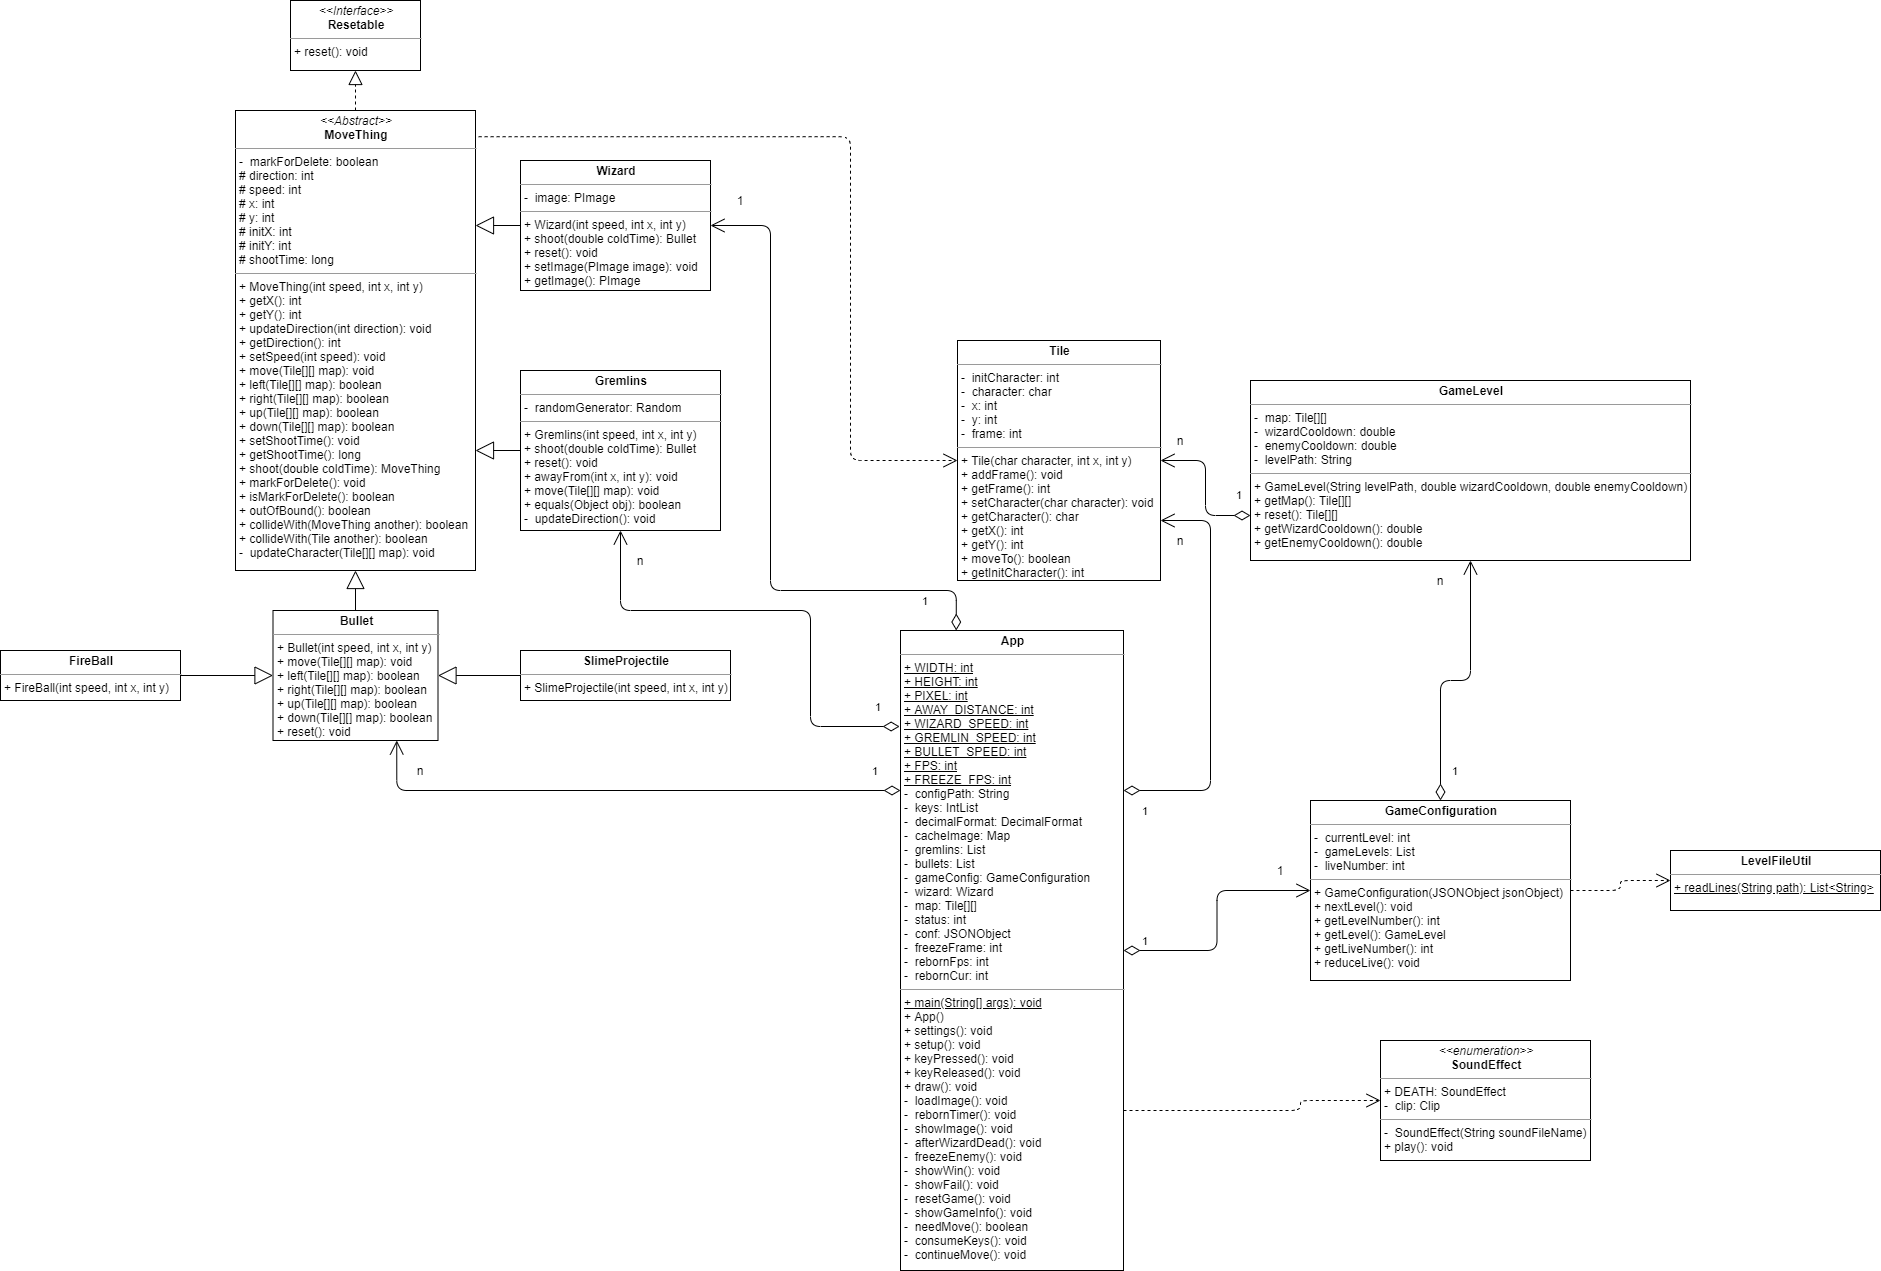 <<Interface>>
Resetable
+ reset(): void
<<Abstract>>
MoveThing
- markForDelete: boolean
# direction: int
# speed: int
# x: int
# y: int
# initX: int
# initY: int
# shootTime: long
+ MoveThing(int speed, int x, int y)
+ getX(): int
+ getY(): int
+ updateDirection(int direction): void
+ getDirection(): int
+ setSpeed(int speed): void
+ move(Tile[][] map): void
+ left(Tile[][] map): boolean
+ right(Tile[][] map): boolean
+ up(Tile[][] map): boolean
+ down(Tile[][] map): boolean
+ setShootTime(): void
+ getShootTime(): long
+ shoot(double coldTime): MoveThing
+ markForDelete(): void
+ isMarkForDelete(): boolean
+ outOfBound(): boolean
+ collideWith(MoveThing another): boolean
+ collideWith(Tile another): boolean
- updateCharacter(Tile[][] map): void
Wizard
- image: PImage
+ Wizard(int speed, int x, int y)
+ shoot(double coldTime): Bullet
+ reset(): void
+ setImage(PImage image): void
+ getImage(): PImage
1
Gremlins
- randomGenerator: Random
+ Gremlins(int speed, int x, int y)
+ shoot(double coldTime): Bullet
+ reset(): void
+ awayFrom(int x, int y): void
+ move(Tile[][] map): void
+ equals(Object obj): boolean
- updateDirection(): void
n
Tile
- initCharacter: int
- character: char
- x: int
- y: int
- frame: int
+ Tile(char character, int x, int y)
+ addFrame(): void
+ getFrame(): int
+ setCharacter(char character): void
+ getCharacter(): char
+ getX(): int
+ getY(): int
+ moveTo(): boolean
+ getInitCharacter(): int
n
n
1
GameLevel
- map: Tile[][]
- wizardCooldown: double
- enemyCooldown: double
- levelPath: String
+ GameLevel(String levelPath, double wizardCooldown, double enemyCooldown)
+ getMap(): Tile[][]
+ reset(): Tile[][]
+ getWizardCooldown(): double
+ getEnemyCooldown(): double
n
FireBall
+ FireBall(int speed, int x, int y)
Bullet
+ Bullet(int speed, int x, int y)
+ move(Tile[][] map): void
+ left(Tile[][] map): boolean
+ right(Tile[][] map): boolean
+ up(Tile[][] map): boolean
+ down(Tile[][] map): boolean
+ reset(): void
n
SlimeProjectile
+ SlimeProjectile(int speed, int x, int y)
1
1
1
App
+ WIDTH: int
+ HEIGHT: int
+ PIXEL: int
+ AWAY_DISTANCE: int
+ WIZARD_SPEED: int
+ GREMLIN_SPEED: int
+ BULLET_SPEED: int
+ FPS: int
+ FREEZE_FPS: int
- configPath: String
- keys: IntList
- decimalFormat: DecimalFormat
- cacheImage: Map
- gremlins: List
- bullets: List
- gameConfig: GameConfiguration
- wizard: Wizard
- map: Tile[][]
- status: int
- conf: JSONObject
- freezeFrame: int
- rebornFps: int
- rebornCur: int
+ main(String[] args): void
+ App()
+ settings(): void
+ setup(): void
+ keyPressed(): void
+ keyReleased(): void
+ draw(): void
- loadImage(): void
- rebornTimer(): void
- showImage(): void
- afterWizardDead(): void
- freezeEnemy(): void
- showWin(): void
- showFail(): void
- resetGame(): void
- showGameInfo(): void
- needMove(): boolean
- consumeKeys(): void
- continueMove(): void
1
1
1
1
GameConfiguration
- currentLevel: int
- gameLevels: List
- liveNumber: int
+ GameConfiguration(JSONObject jsonObject)
+ nextLevel(): void
+ getLevelNumber(): int
+ getLevel(): GameLevel
+ getLiveNumber(): int
+ reduceLive(): void
LevelFileUtil
+ readLines(String path): List<String>
<<enumeration>>
SoundEffect
+ DEATH: SoundEffect
- clip: Clip
- SoundEffect(String soundFileName)
+ play(): void